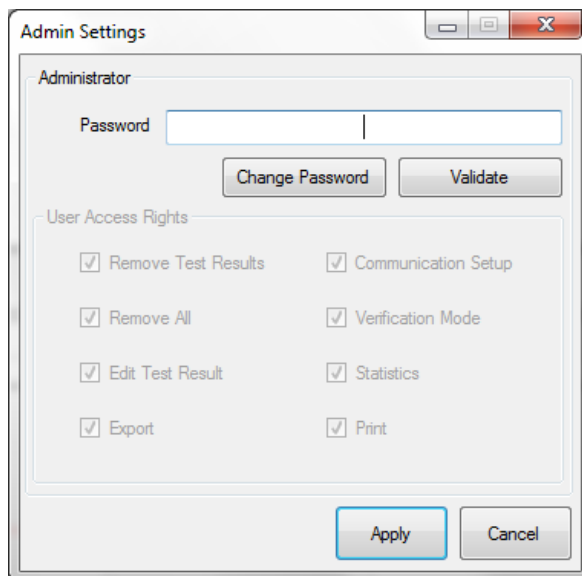 Admin Settings
Administrator
Password
Change Password Validate
User Access Rights
Remove Test Results Communication Setup
Remove All Verification Mode
Edit Test Result Statistics
Export Print
Apply Cancel